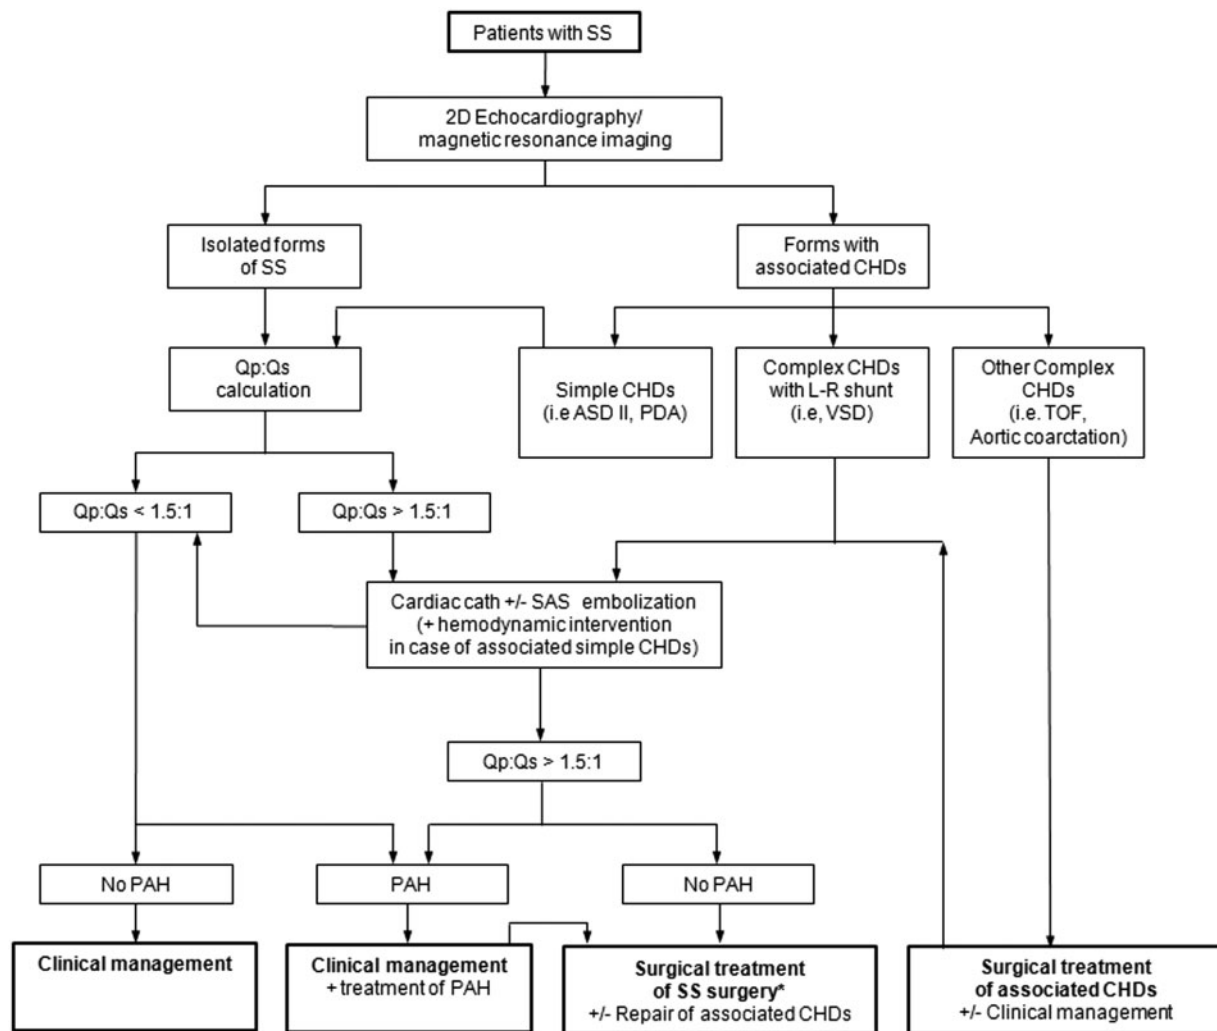 Patients with SS
2D Echocardiography/
magnetic resonance imaging
Isolated forms
of SS
Forms with
associated CHDs
Qp:Qs
calculation
Simple CHDs
(i.e ASD II, PDA)
Complex CHDs
with L-R shunt
(i.e, VSD)
Other Complex
CHDs
(i.e. TOF,
Aortic coarctation)
Qp:Qs < 1.5:1
Qp:Qs > 1.5:1
Cardiac cath +/- SAS embolization
(+ hemodynamic intervention
in case of associated simple CHDs)
Qp:Qs > 1.5:1
No PAH
PAH
No PAH
Clinical management
Clinical management
+ treatment of PAH
Surgical treatment
of SS surgery*
+/- Repair of associated CHDs
Surgical treatment
of associated CHDs
+/- Clinical management